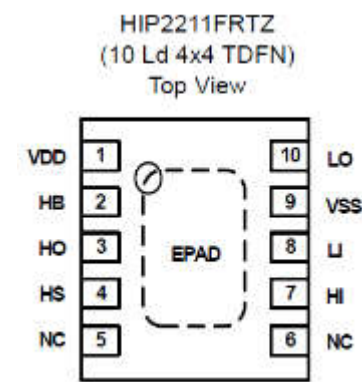 HIP2211FRTZ
(10 Ld 4x4 TDFN)
Top View
VDD 1 10 LO
HB 2 9 VSS
HO 3 EPAD 8 LI
HS 4 7 HI
NC 5 6 NC